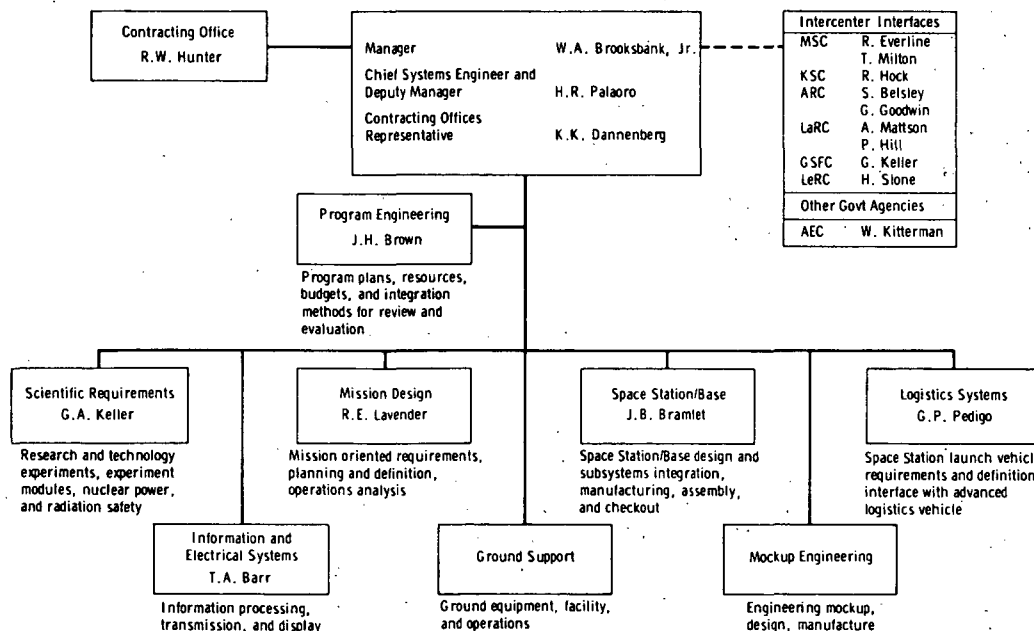 Contracting Office
R.W. Hunter
Manager W.A. Brooksbank, Jr.
Chief Systems Engineer and
Deputy Manager H.R. Palaoro
Contracting Offices
Representative K.K. Dannenberg
Intercenter Interfaces
MSC R. Everline
T. Milton
KSC R. Hock
ARC S. Belsley
G. Goodwin
LaRC A. Mattson
P. Hill
GSFC G. Keller
LeRC H. Slone
Other Govt Agencies
AEC W. Kitterman
Program Engineering
J.H. Brown
Program plans, resources,
budgets, and integration
methods for review and
evaluation
Scientific Requirements
G.A. Keller
Research and technology
experiments, experiment
modules, nuclear power,
and radiation safety
Mission Design
R.E. Lavender
Mission oriented requirements,
planning and definition,
operations analysis
Space Station/Base
J.B. Bramlet
Space Station/Base design and
subsystems integration,
manufacturing, assembly,
and checkout
Logistics Systems
G.P. Pedigo
Space Station launch vehicle
requirements and definition
interface with advanced
logistics vehicle
Information and
Electrical Systems
T.A. Barr
Information processing,
transmission, and display
Ground Support
Ground equipment, facility,
and operations
Mockup Engineering
Engineering mockup,
design, manufacture